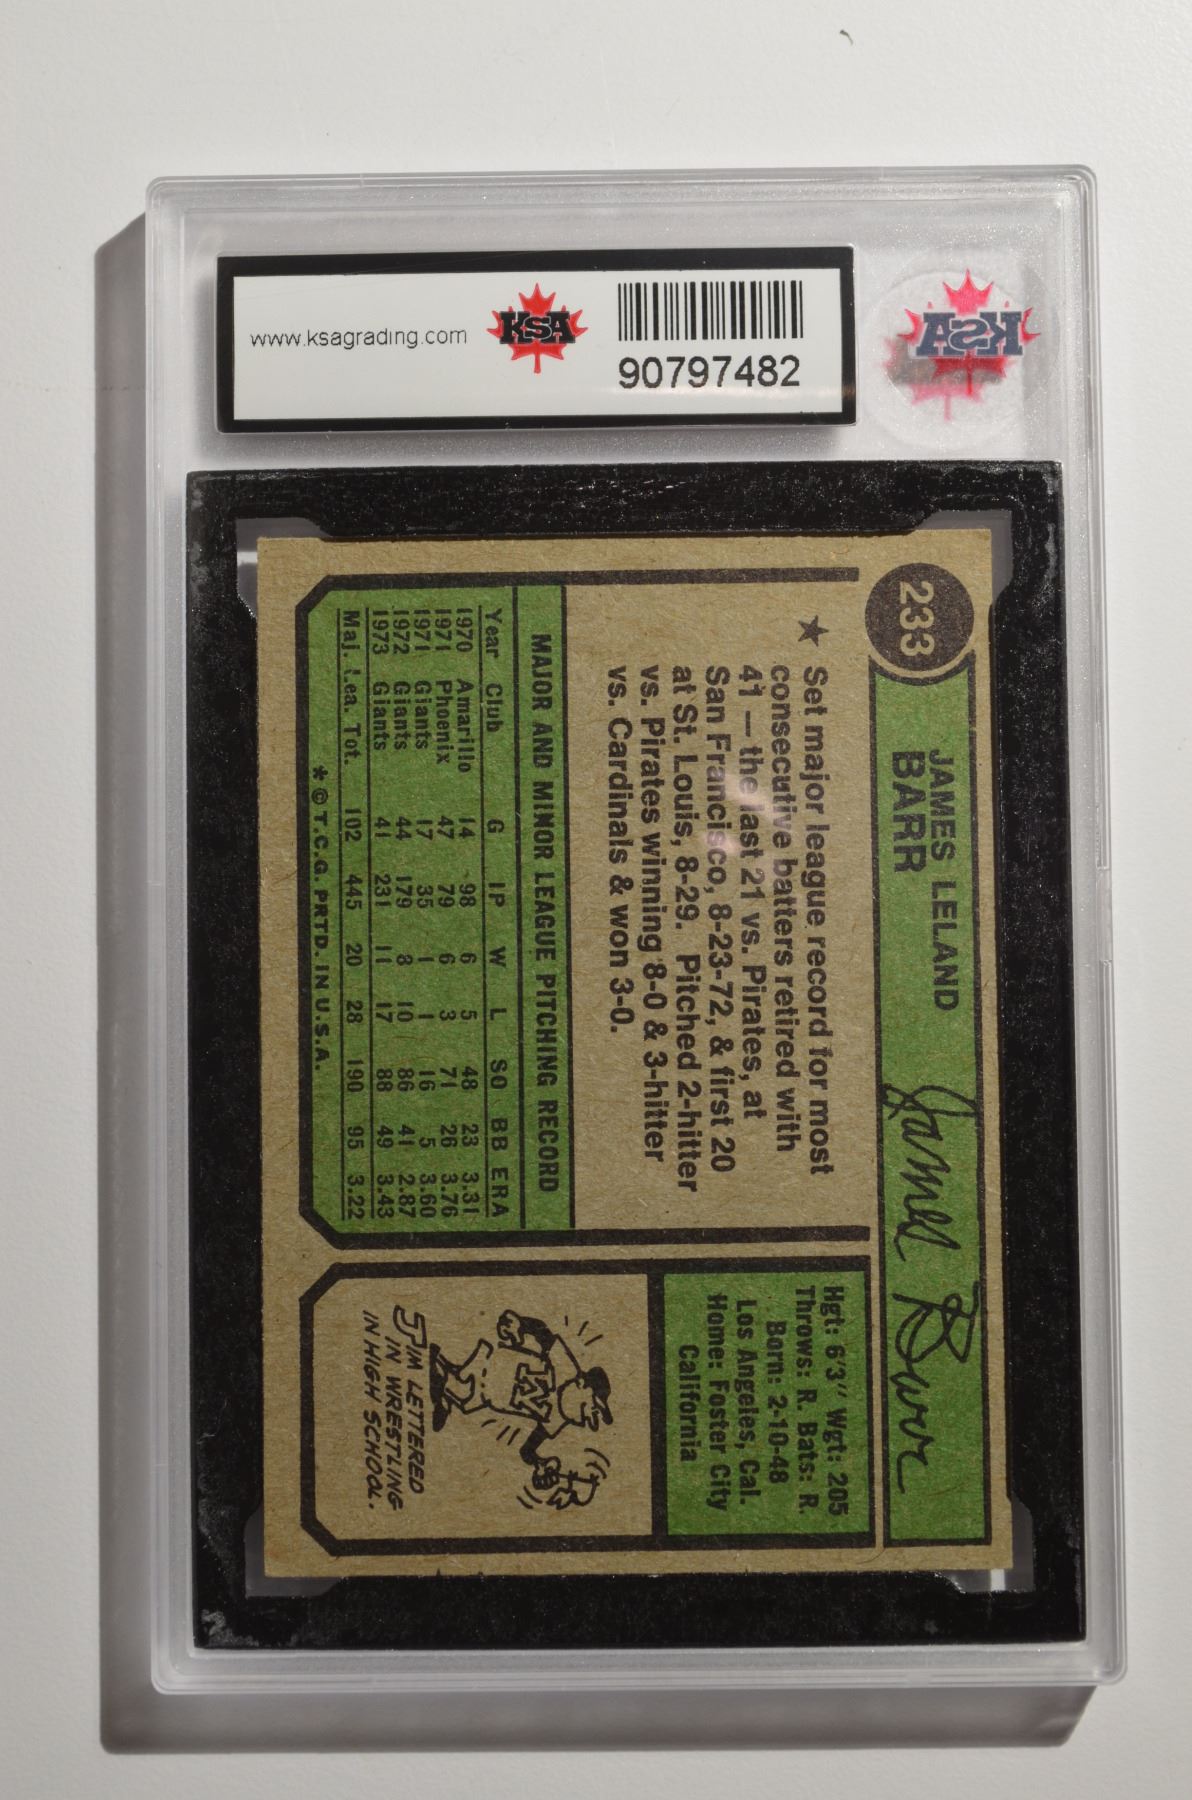 www.ksagrading.com
KSA
90797482
KSA
233
JAMES LELAND
BARR
James Barr
★ Set major league record for most
consecutive batters retired with
41 — the last 21 vs. Pirates, at
San Francisco, 8-23-72, & first 20
at St. Louis, 8-29. Pitched 2-hitter
vs. Pirates winning 8-0 & 3-hitter
vs. Cardinals & won 3-0.
Hgt: 6'3" Wgt: 205
Throws: R. Bats: R.
Born: 2-10-48
Los Angeles, Cal.
Home: Foster City
California
MAJOR AND MINOR LEAGUE PITCHING RECORD
Year Club G IP W L SO BB ERA
1970 Amarillo 14 98 6 5 48 23 3.31
1971 Phoenix 47 79 6 3 71 26 3.76
1971 Giants 17 35 1 1 16 5 3.60
1972 Giants 44 179 8 10 86 41 2.87
1973 Giants 41 231 11 17 88 49 3.43
Maj. Lea. Tot. 102 445 20 28 190 95 3.22
* © T.C.G. PRTD. IN U.S.A.
JIM LETTERED
IN WRESTLING
IN HIGH SCHOOL.